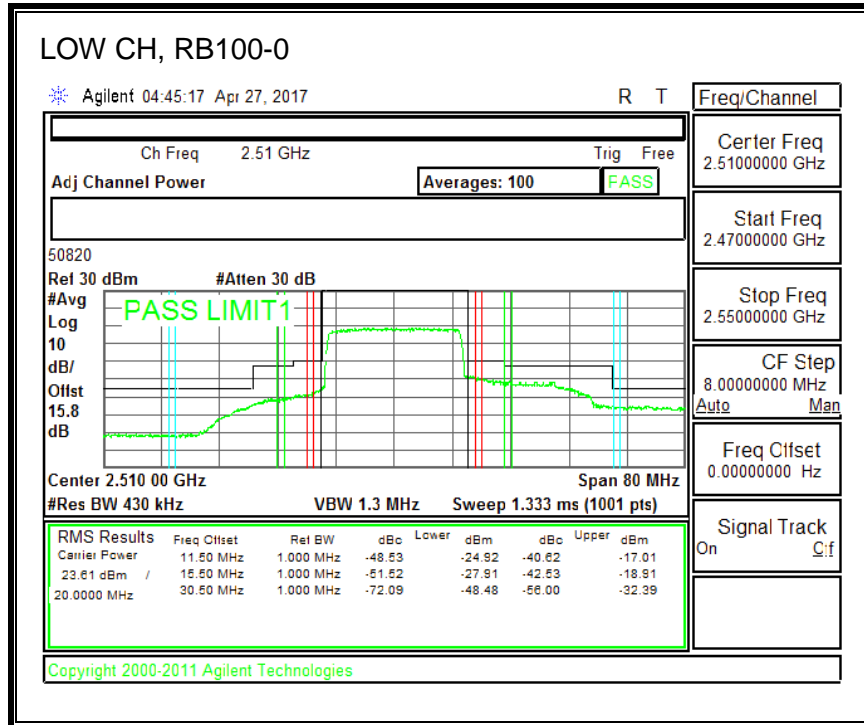 LOW CH, RB100-0
Agilent 04:45:17 Apr 27, 2017 R T
Freq/Channel
Ch Freq 2.51 GHz Trig Free
Adj Channel Power Averages: 100 PASS
Center Freq
2.51000000 GHz
Start Freq
2.47000000 GHz
50820
Ref 30 dBm #Atten 30 dB
#Avg
Log
10
dB/
Offst
15.8
dB
PASS LIMIT1
Stop Freq
2.55000000 GHz
CF Step
8.00000000 MHz
Auto Man
Freq Offset
0.00000000 Hz
Center 2.510 00 GHz Span 80 MHz
#Res BW 430 kHz VBW 1.3 MHz Sweep 1.333 ms (1001 pts)
Signal Track
On Off
RMS Results Freq Offset Ref BW dBc Lower dBm dBc Upper dBm
Carrier Power 11.50 MHz 1.000 MHz -48.53 -24.92 -40.62 -17.01
23.61 dBm / 15.50 MHz 1.000 MHz -51.52 -27.91 -42.53 -18.91
20.0000 MHz 30.50 MHz 1.000 MHz -72.09 -48.48 -56.00 -32.39
Copyright 2000-2011 Agilent Technologies